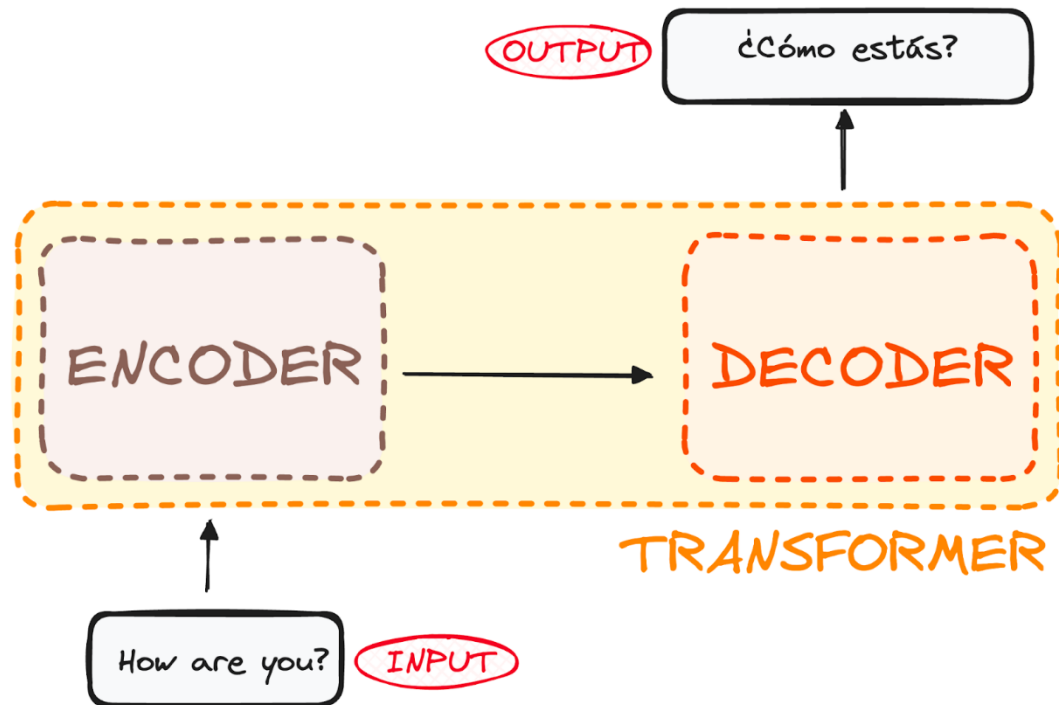 OUTPUT
¿Cómo estás?
ENCODER
DECODER
TRANSFORMER
How are you?
INPUT